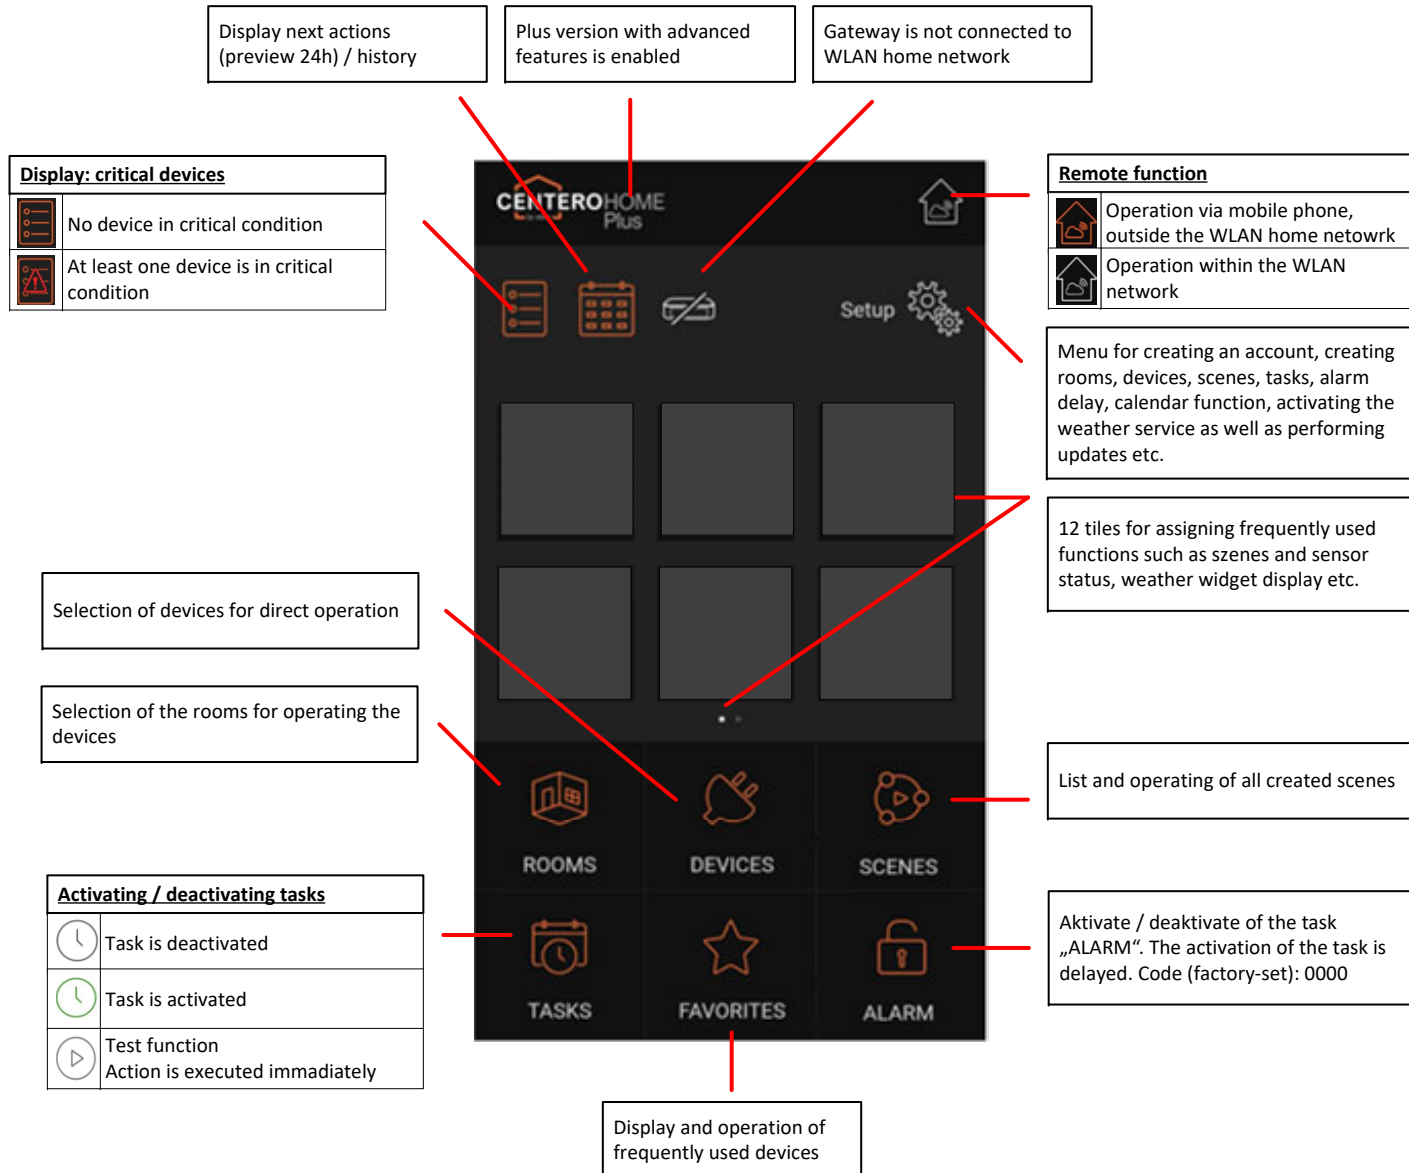 Display next actions
(preview 24h) / history
Plus version with advanced
features is enabled
Gateway is not connected to
WLAN home network
Display: critical devices
No device in critical condition
At least one device is in critical
condition
CENTEROHOME
Plus
Setup
Remote function
Operation via mobile phone,
outside the WLAN home netowrk
Operation within the WLAN
network
Menu for creating an account, creating
rooms, devices, scenes, tasks, alarm
delay, calendar function, activating the
weather service as well as performing
updates etc.
12 tiles for assigning frequently used
functions such as szenes and sensor
status, weather widget display etc.
Selection of devices for direct operation
Selection of the rooms for operating the
devices
List and operating of all created scenes
ROOMS
DEVICES
SCENES
Activating / deactivating tasks
Task is deactivated
Task is activated
Test function
Action is executed immadiately
TASKS
FAVORITES
ALARM
Aktivate / deaktivate of the task
„ALARM“. The activation of the task is
delayed. Code (factory-set): 0000
Display and operation of
frequently used devices